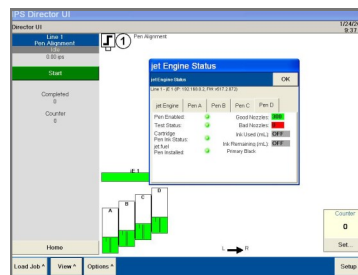 IPS Director UI
Director UI
1/24/20
9:37
Line 1
Pen Alignment
Idle
0.00 ips
Start
Completed
0
Counter
0
Home
1
Pen Alignment
jet Engine Status
jet Engine Status
OK
jet Engine
Pen A
Pen B
Pen C
Pen D
Pen Enabled:
Good Nozzles:
Test Status:
Bad Nozzles:
Cartridge
Pen Ink Status:
Ink Used (mL)
OFF
jet.fuel
Pen Installed
Ink Remaining (mL)
OFF
Primary Black
jE 1
A
B
C
D
L
R
Counter
0
Set...
Load Job ^
View ^
Options ^
Setup